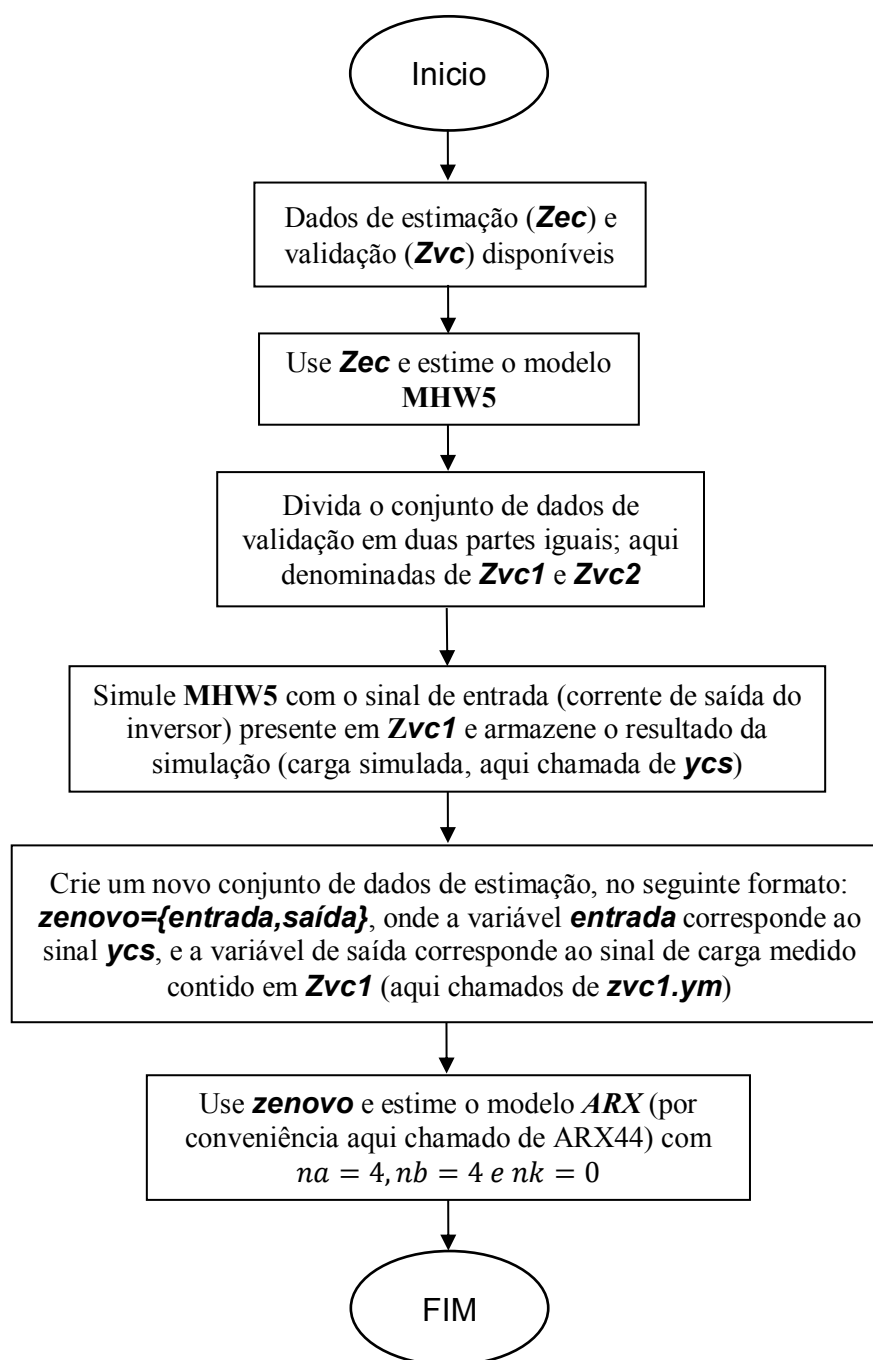 Inicio
Dados de estimação (Zec) e
validação (Zvc) disponíveis
Use Zec e estime o modelo
MHW5
Divida o conjunto de dados de
validação em duas partes iguais; aqui
denominadas de Zvc1 e Zvc2
Simule MHW5 com o sinal de entrada (corrente de saída do
inversor) presente em Zvc1 e armazene o resultado da
simulação (carga simulada, aqui chamada de ycs)
Crie um novo conjunto de dados de estimação, no seguinte formato:
zenovo={entrada,saída}, onde a variável entrada corresponde ao
sinal ycs, e a variável de saída corresponde ao sinal de carga medido
contido em Zvc1 (aqui chamados de zvc1.ym)
Use zenovo e estime o modelo ARX (por
conveniência aqui chamado de ARX44) com
na = 4, nb = 4 e nk = 0
FIM